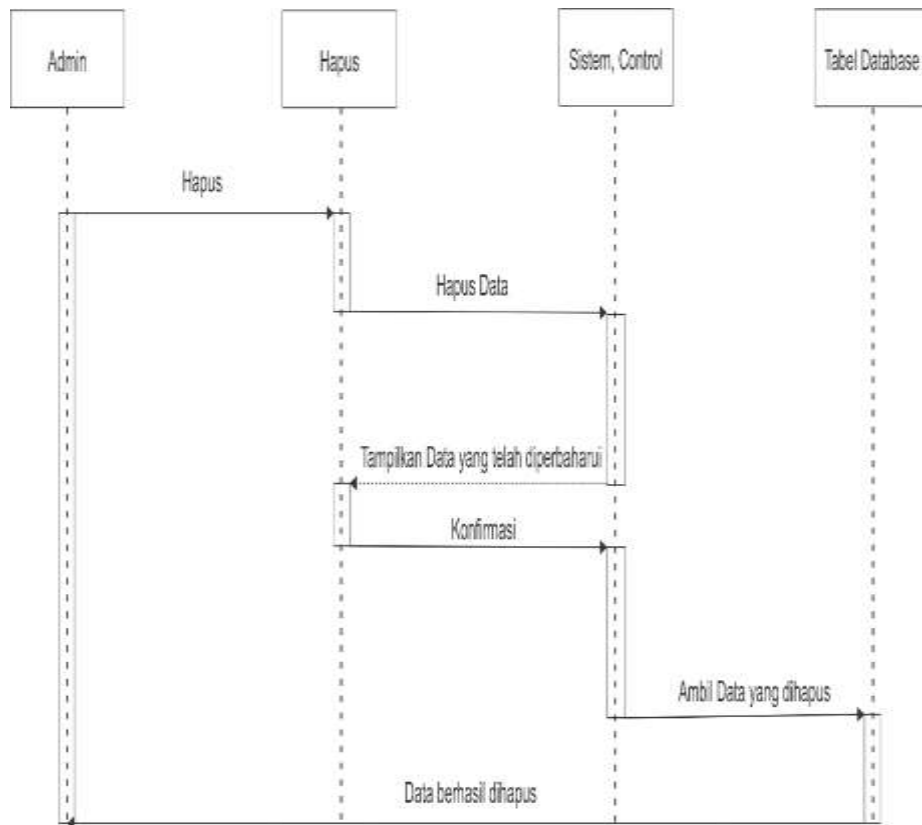 Admin
Hapus
Sistem, Control
Tabel Database
Hapus
Hapus Data
Tampilkan Data yang telah diperbaharui
Konfirmasi
Ambil Data yang dihapus
Data berhasil dihapus